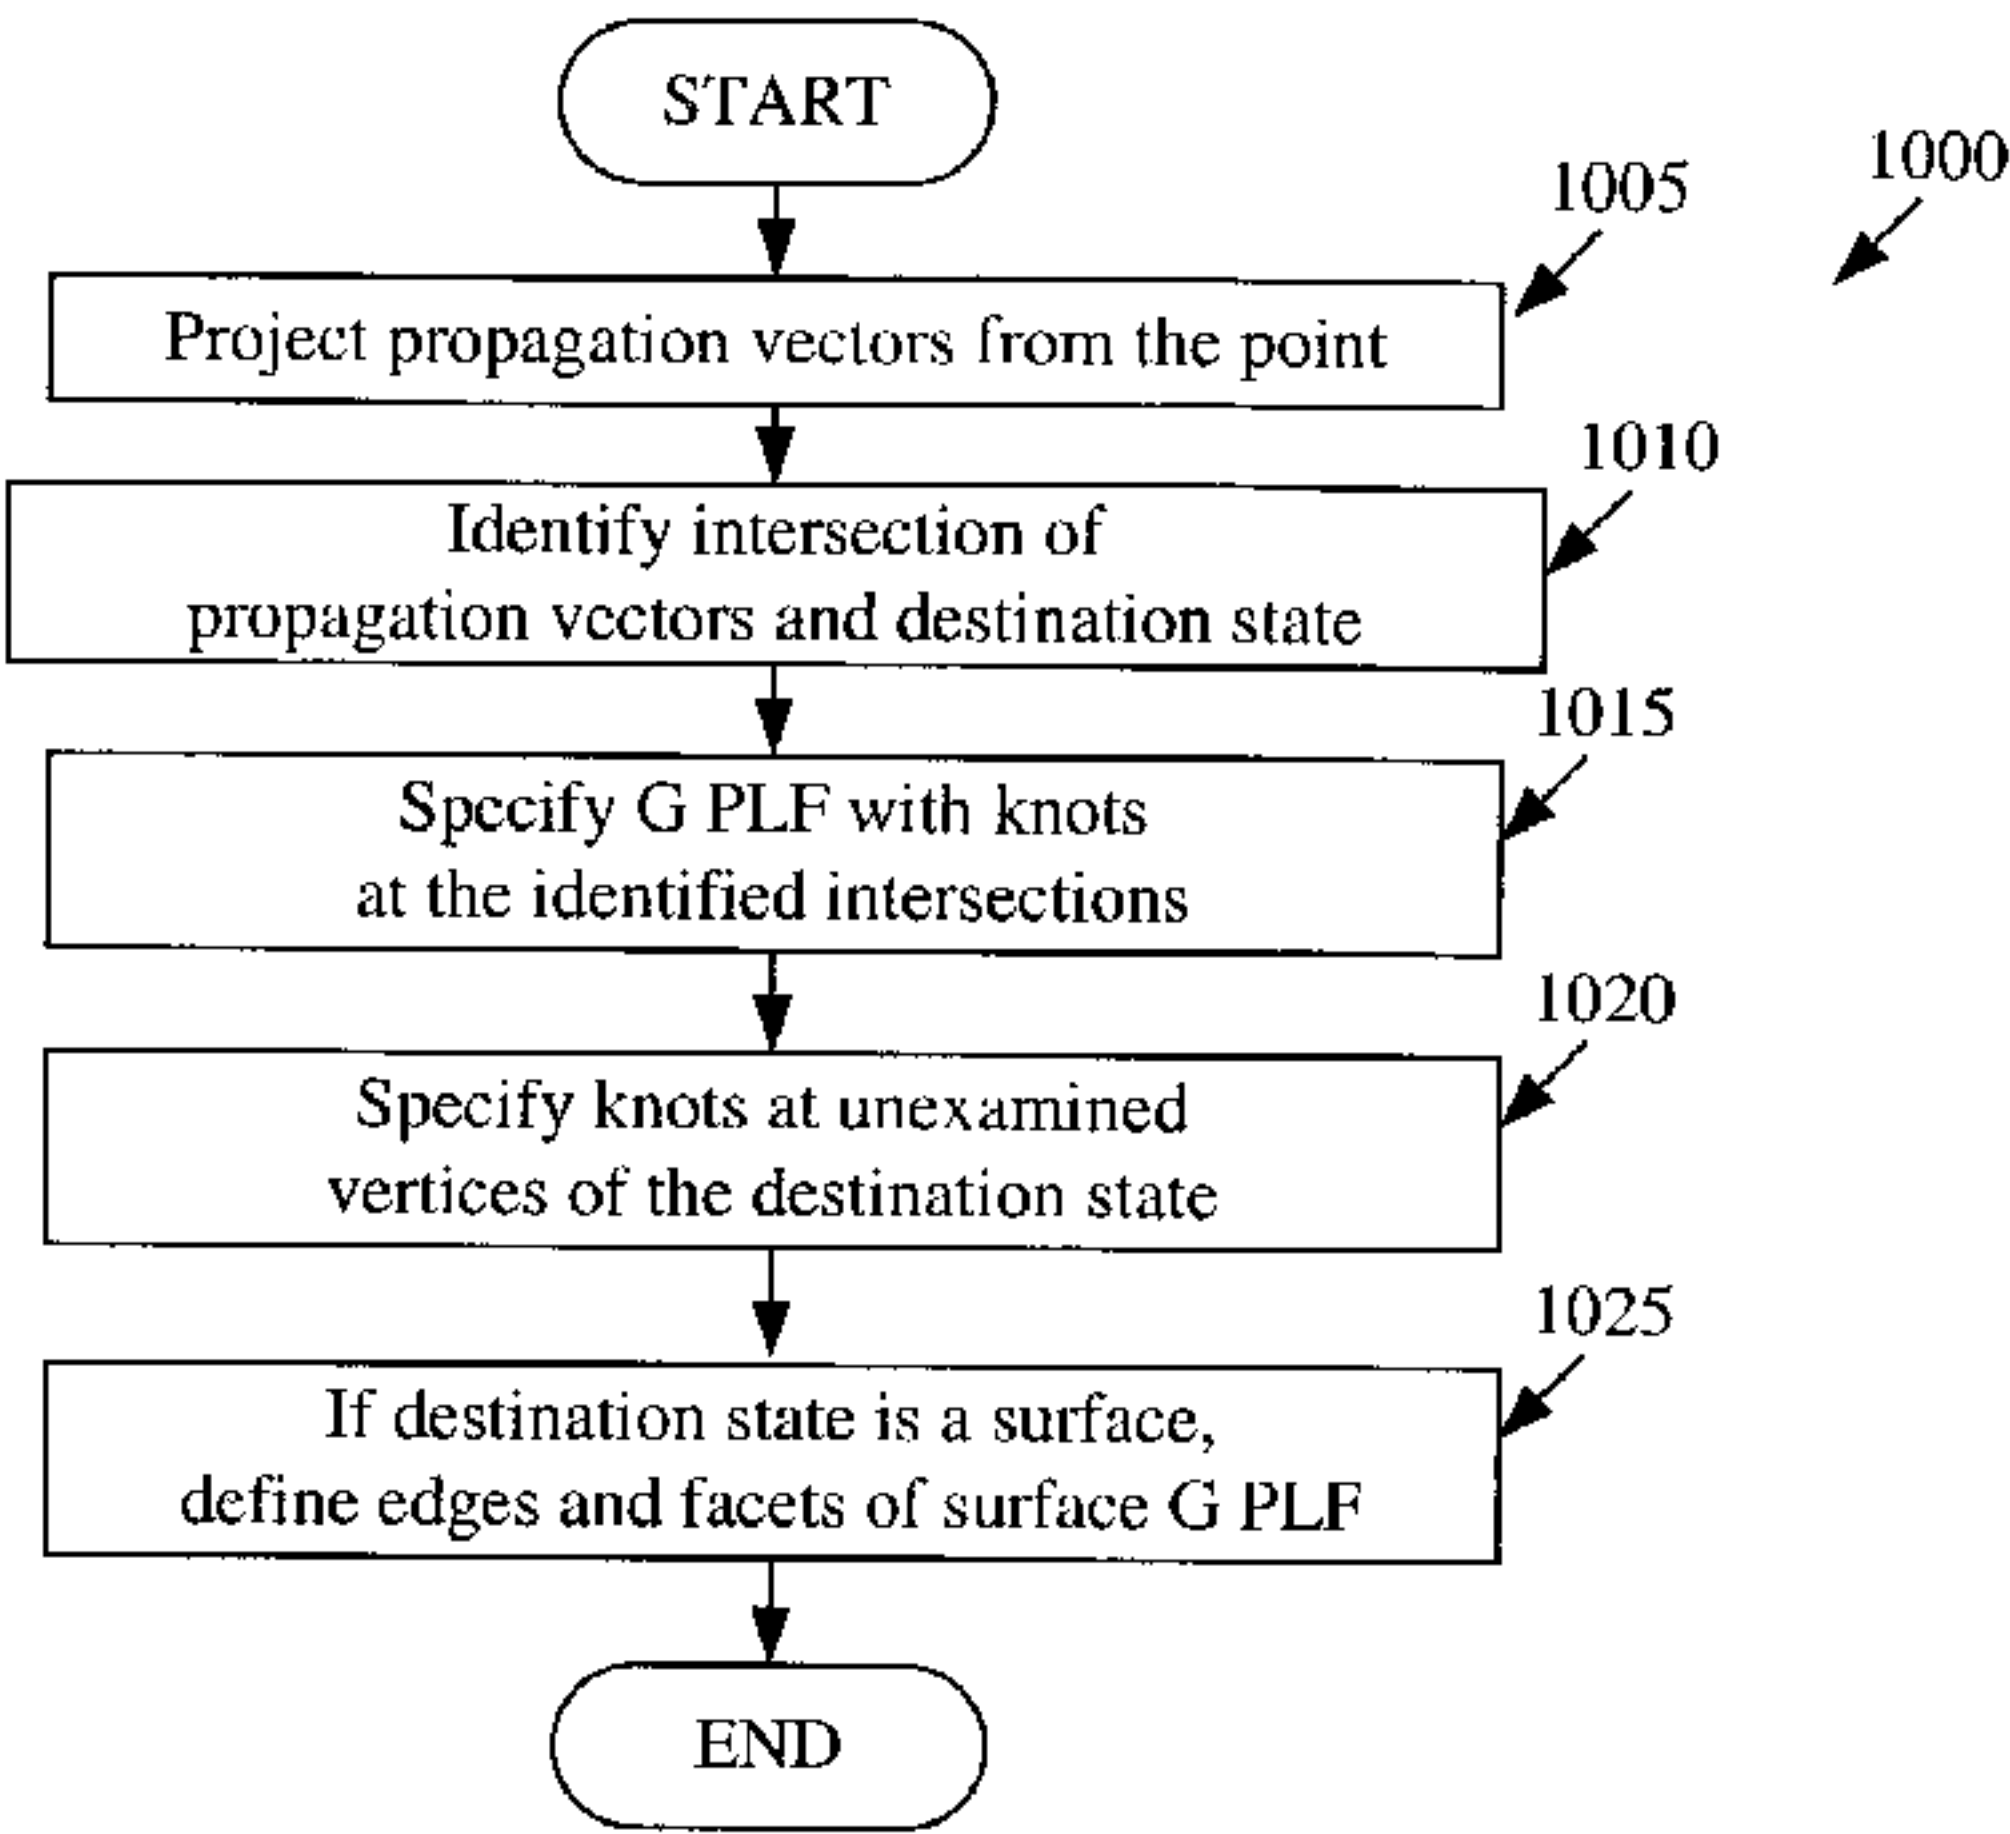 START
1000
1005
Project propagation vectors from the point
1010
Identify intersection of
propagation vectors and destination state
1015
Specify G PLF with knots
at the identified intersections
1020
Specify knots at unexamined
vertices of the destination state
1025
If destination state is a surface,
define edges and facets of surface G PLF
END